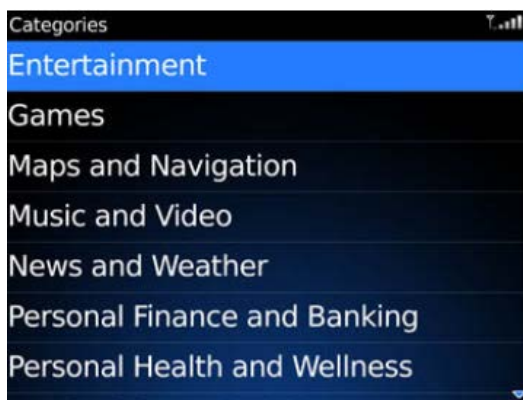 Categories
Entertainment
Games
Maps and Navigation
Music and Video
News and Weather
Personal Finance and Banking
Personal Health and Wellness